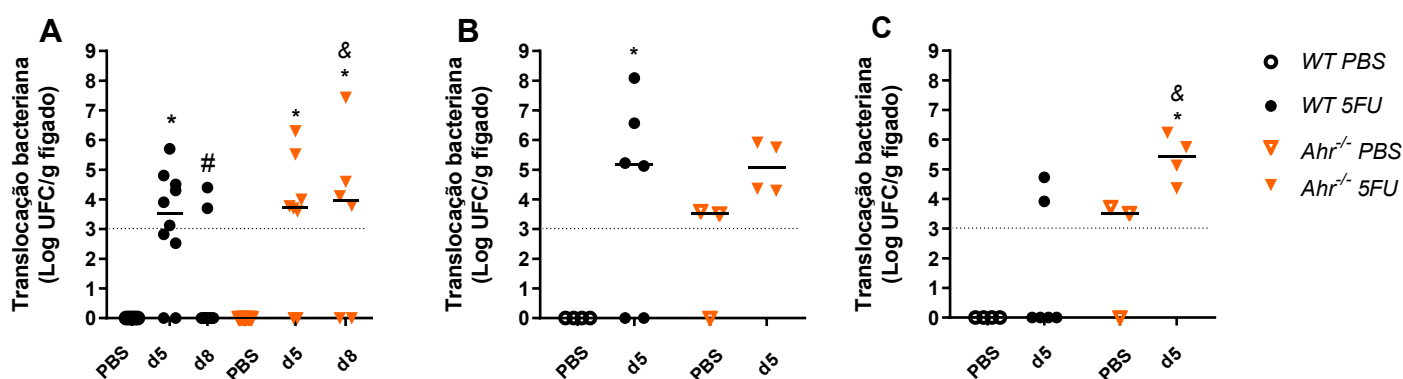 A
Translocação bacteriana
(Log UFC/g fígado)
9
8
7
6
5
4
3
2
1
0
*
#
*
&
*
PBS
d5
d8
PBS
d5
d8
B
Translocação bacteriana
(Log UFC/g fígado)
9
8
7
6
5
4
3
2
1
0
*
PBS
d5
PBS
d5
C
Translocação bacteriana
(Log UFC/g fígado)
9
8
7
6
5
4
3
2
1
0
&
*
PBS
d5
PBS
d5
WT PBS
WT 5FU
Ahr-/- PBS
Ahr-/- 5FU